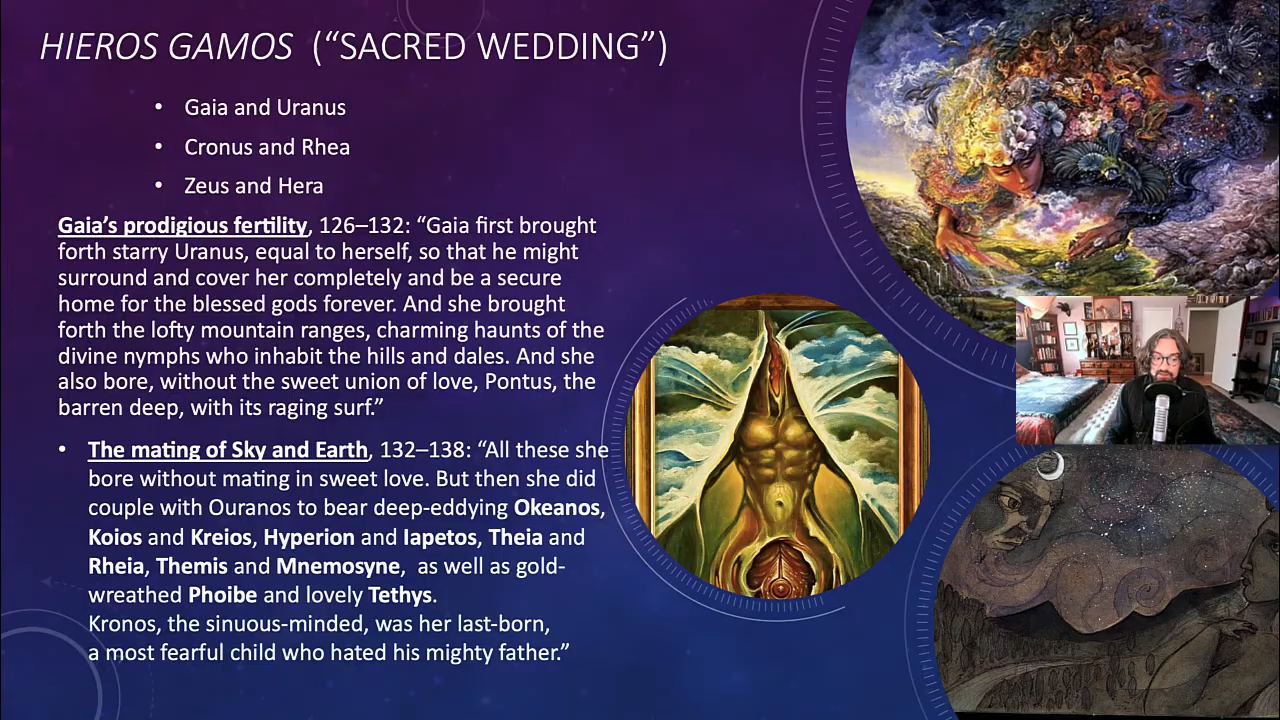 HIEROS GAMOS (“SACRED WEDDING”)
• Gaia and Uranus
• Cronus and Rhea
• Zeus and Hera
Gaia’s prodigious fertility, 126–132: “Gaia first brought
forth starry Uranus, equal to herself, so that he might
surround and cover her completely and be a secure
home for the blessed gods forever. And she brought
forth the lofty mountain ranges, charming haunts of the
divine nymphs who inhabit the hills and dales. And she
also bore, without the sweet union of love, Pontus, the
barren deep, with its raging surf.”
• The mating of Sky and Earth, 132–138: “All these she
bore without mating in sweet love. But then she did
couple with Ouranos to bear deep-eddying Okeanos,
Koios and Kreios, Hyperion and Iapetos, Theia and
Rheia, Themis and Mnemosyne, as well as gold-
wreathed Phoibe and lovely Tethys.
Kronos, the sinuous-minded, was her last-born,
a most fearful child who hated his mighty father.”